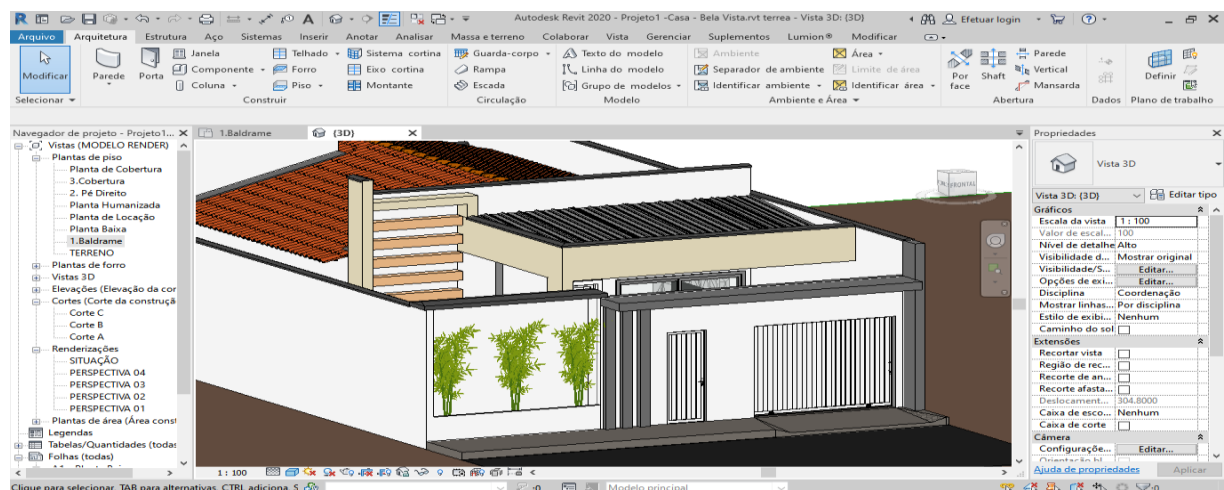 Autodesk Revit 2020 - Projeto1 -Casa - Bela Vista.rvt terrea - Vista 3D: {3D}
Efetuar login
Arquivo Arquitetura Estrutura Aço Sistemas Inserir Anotar Analisar Massa e terreno Colaborar Vista Gerenciar Suplementos Lumion® Modificar
Modificar
Selecionar
Parede
Porta
Janela
Componente
Coluna
Telhado
Forro
Piso
Sistema cortina
Eixo cortina
Montante
Construir
Guarda-corpo
Rampa
Escada
Circulação
Texto do modelo
Linha do modelo
Grupo de modelos
Modelo
Ambiente
Separador de ambiente
Identificar ambiente
Área
Limite de área
Identificar área
Ambiente e Área
Por face
Shaft
Parede
Vertical
Mansarda
Abertura
Dados
Definir
Plano de trabalho
Navegador de projeto - Projeto1...
Vistas (MODELO RENDER)
Plantas de piso
Planta de Cobertura
3.Cobertura
2. Pé Direito
Planta Humanizada
Planta de Locação
Planta Baixa
1.Baldrame
TERRENO
Plantas de forro
Vistas 3D
Elevações (Elevação da cor
Cortes (Corte da construçã
Corte C
Corte B
Corte A
Renderizações
SITUAÇÃO
PERSPECTIVA 04
PERSPECTIVA 03
PERSPECTIVA 02
PERSPECTIVA 01
Plantas de área (Área const
Legendas
Tabelas/Quantidades (todas
Folhas (todas)
1.Baldrame
{3D}
FRONTAL
1 : 100
Propriedades
Vista 3D
Vista 3D: {3D}
Editar tipo
Gráficos
Escala da vista 1 : 100
Valor de escal... 100
Nível de detalhe Alto
Visibilidade d... Mostrar original
Visibilidade/S... Editar...
Opções de exi... Editar...
Disciplina Coordenação
Mostrar linhas... Por disciplina
Estilo de exibi... Nenhum
Caminho do sol
Extensões
Recortar vista
Região de rec...
Recorte de an...
Recorte afasta...
Deslocament... 304.8000
Caixa de esco... Nenhum
Caixa de corte
Câmera
Configuraçõe... Editar...
Ajuda de propriedades
Aplicar
Clique para selecionar, TAB para alternativas, CTRL adiciona, S
:0
Modelo principal
:0